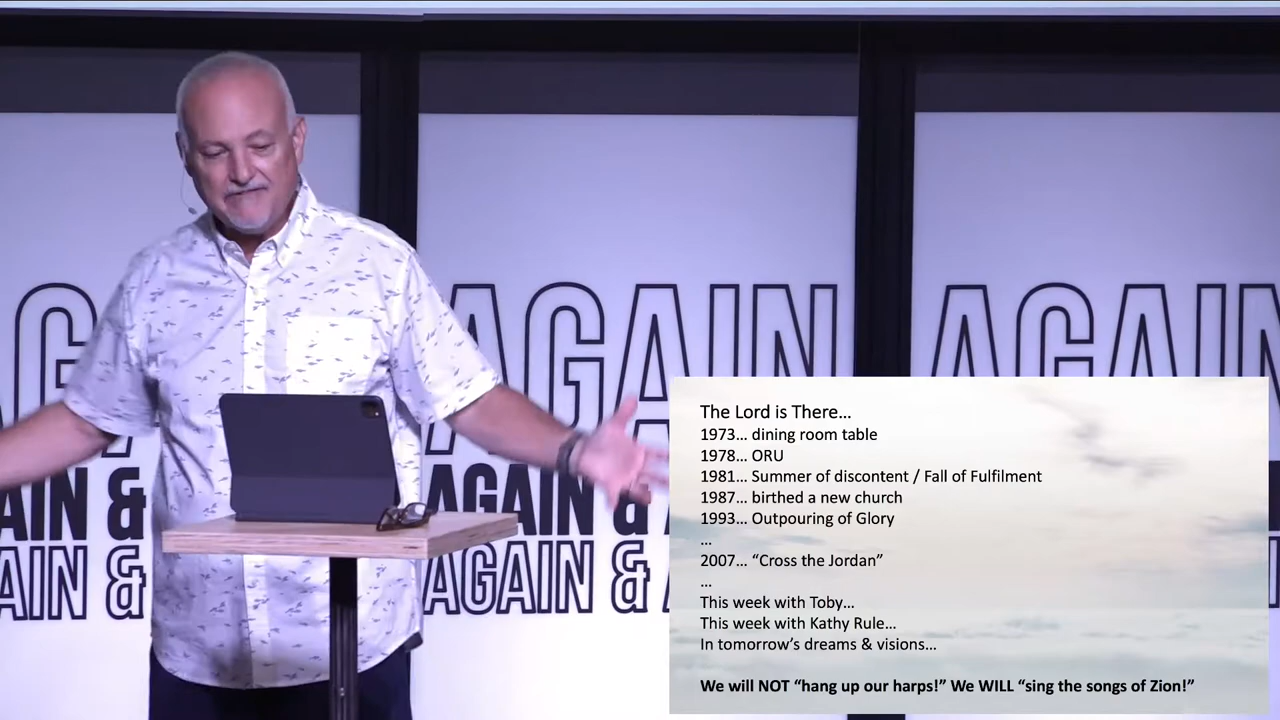 AGAIN AGAIN
AGAIN &
AGAIN &
AIN &
AIN &
The Lord is There...
1973... dining room table
1978... ORU
1981... Summer of discontent / Fall of Fulfilment
1987... birthed a new church
1993... Outpouring of Glory
...
2007... “Cross the Jordan”
...
This week with Toby...
This week with Kathy Rule...
In tomorrow’s dreams & visions...
We will NOT “hang up our harps!” We WILL “sing the songs of Zion!”